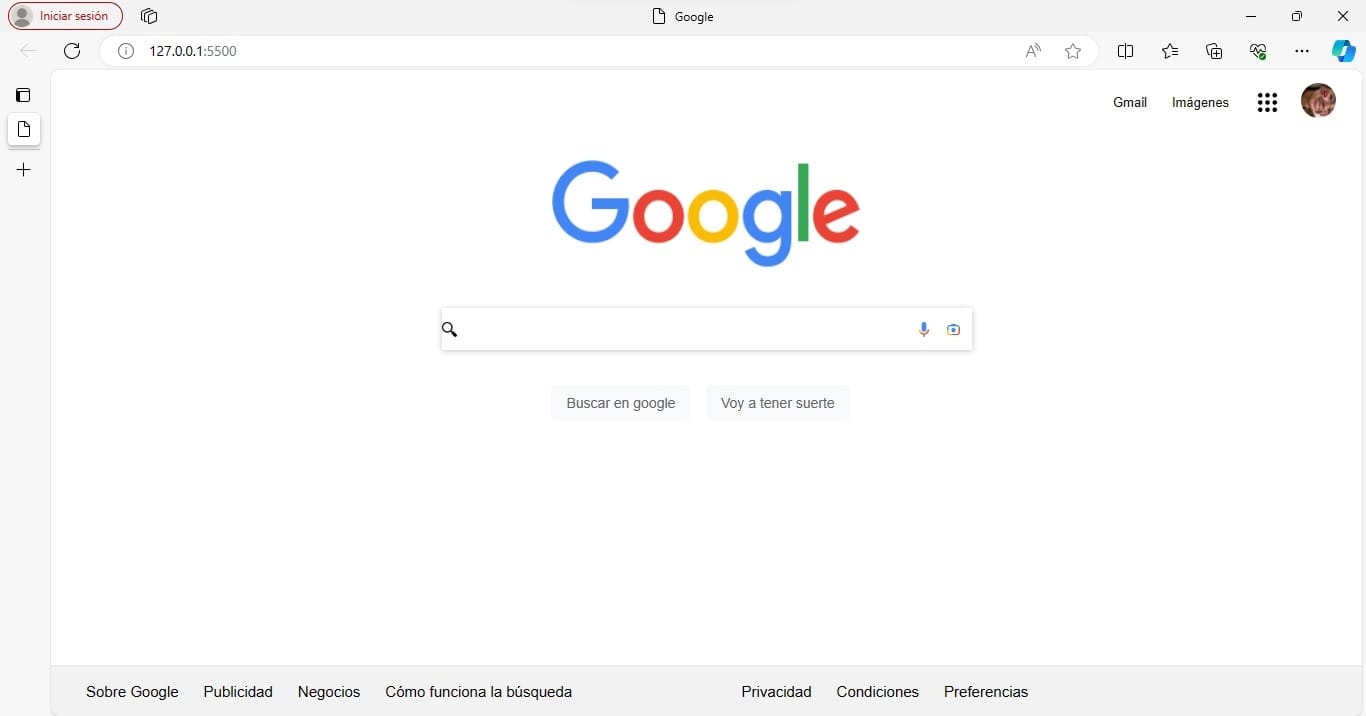 Iniciar sesión
Google
127.0.0.1:5500
Gmail Imágenes
Google
Buscar en google Voy a tener suerte
Sobre Google Publicidad Negocios Cómo funciona la búsqueda Privacidad Condiciones Preferencias